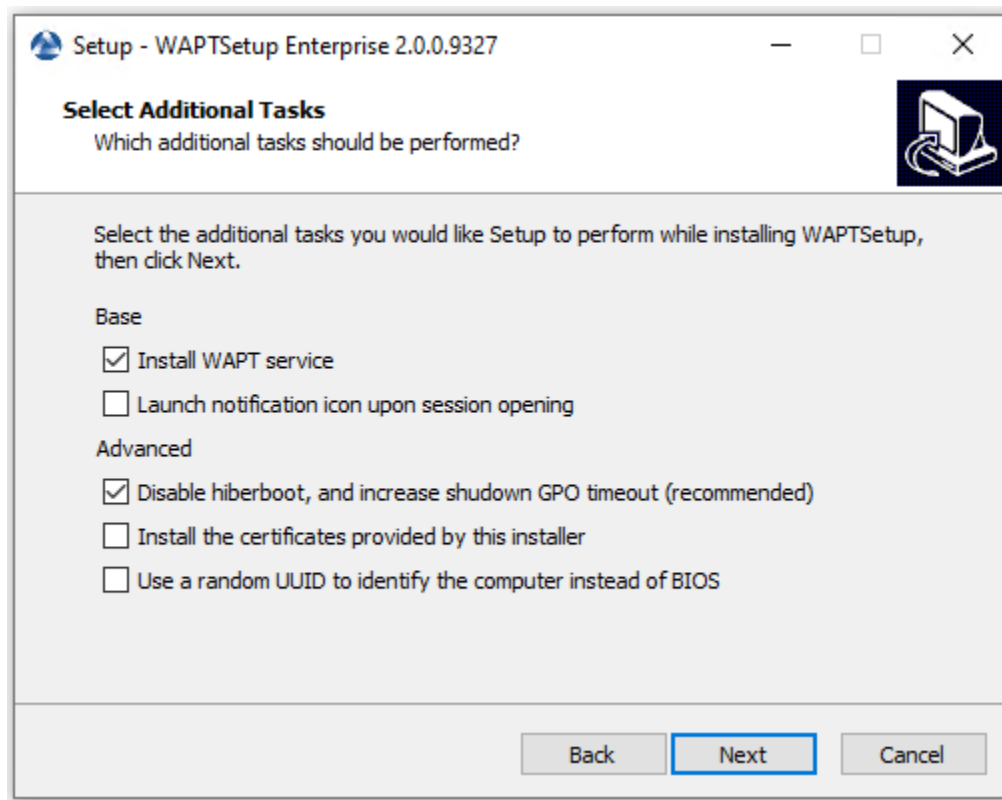 Setup - WAPTSetup Enterprise 2.0.0.9327
Select Additional Tasks
Which additional tasks should be performed?
Select the additional tasks you would like Setup to perform while installing WAPTSetup,
then click Next.
Base
Install WAPT service
Launch notification icon upon session opening
Advanced
Disable hiberboot, and increase shudown GPO timeout (recommended)
Install the certificates provided by this installer
Use a random UUID to identify the computer instead of BIOS
Back Next Cancel